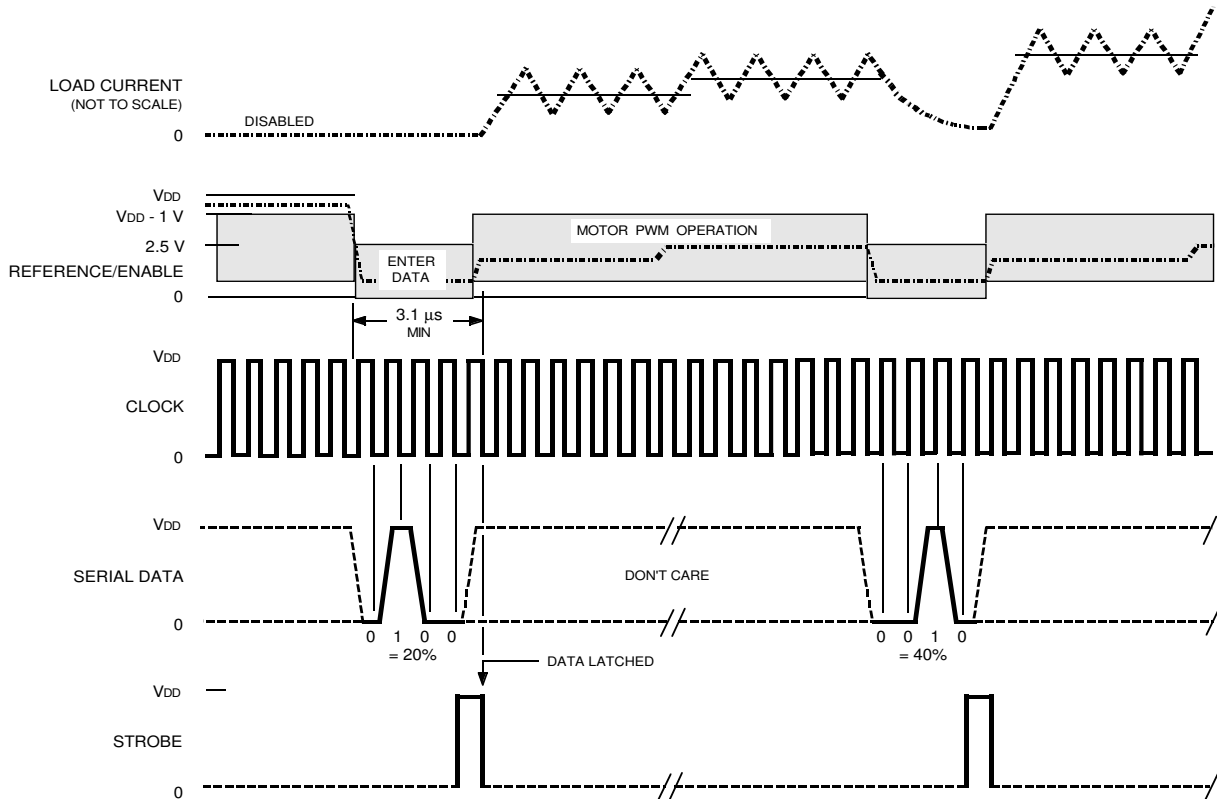 LOAD CURRENT
(NOT TO SCALE)
DISABLED
0
VDD
VDD - 1 V
2.5 V
REFERENCE/ENABLE
0
ENTER
DATA
MOTOR PWM OPERATION
3.1 µs
MIN
VDD
CLOCK
0
VDD
SERIAL DATA
0
DON'T CARE
0 1 0 0
= 20%
0 0 1 0
= 40%
DATA LATCHED
VDD
STROBE
0